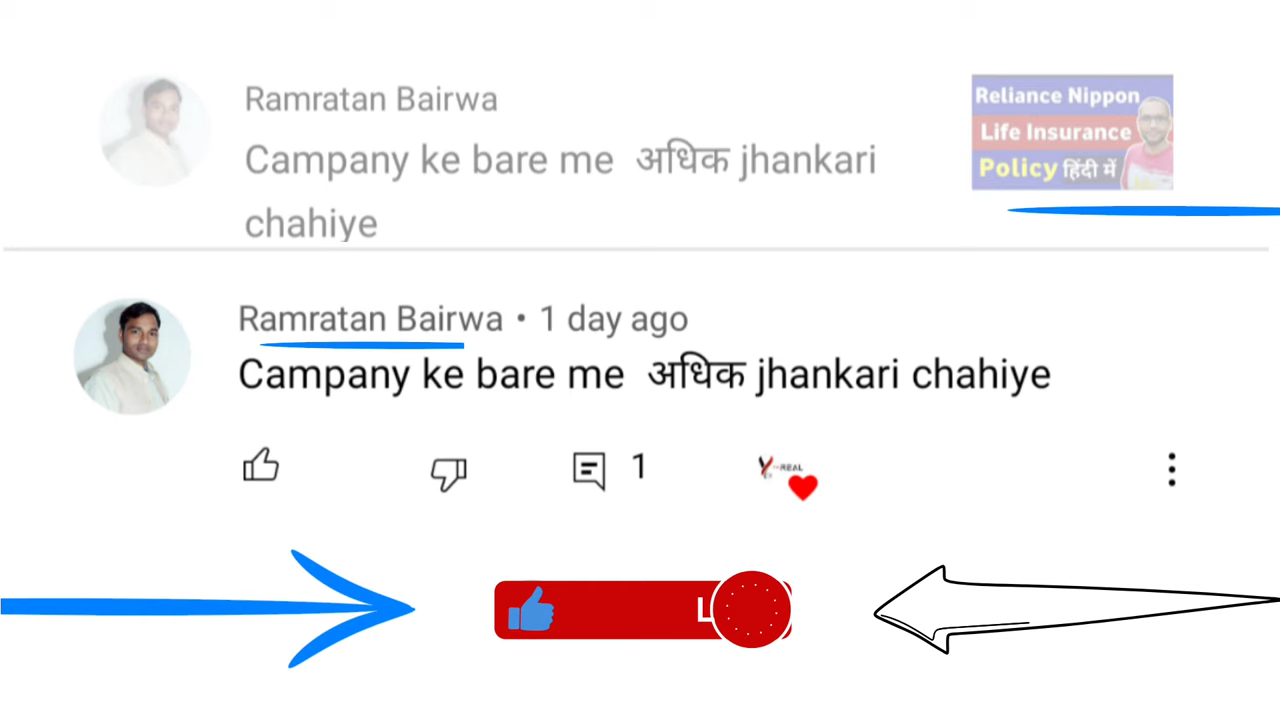 Ramratan Bairwa
Campany ke bare me अधिक jhankari
chahiye
Reliance Nippon
Life Insurance
Policy हिंदी में
Ramratan Bairwa • 1 day ago
Campany ke bare me अधिक jhankari chahiye
1
REAL
L